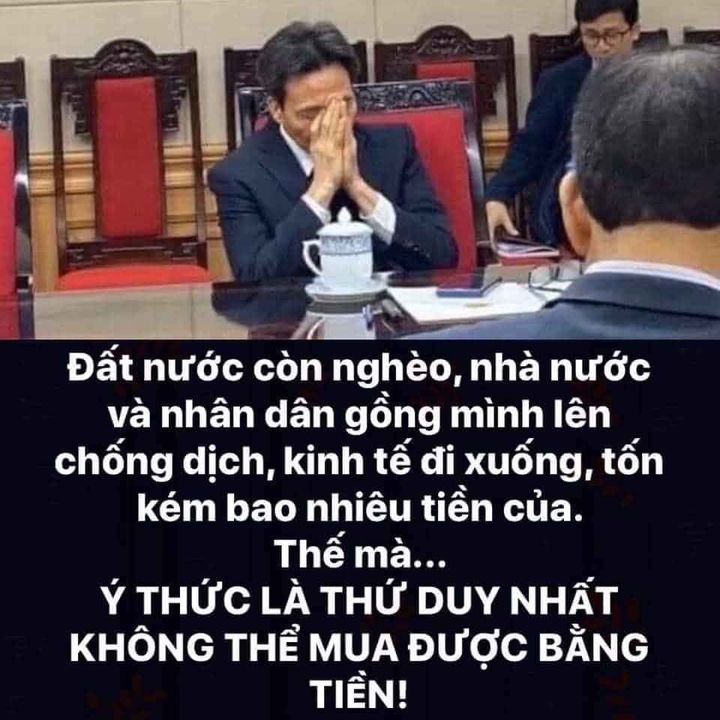 Đất nước còn nghèo, nhà nước
và nhân dân gồng mình lên
chống dịch, kinh tế đi xuống, tốn
kém bao nhiêu tiền của.
Thế mà...
Ý THỨC LÀ THỨ DUY NHẤT
KHÔNG THỂ MUA ĐƯỢC BẰNG
TIỀN!